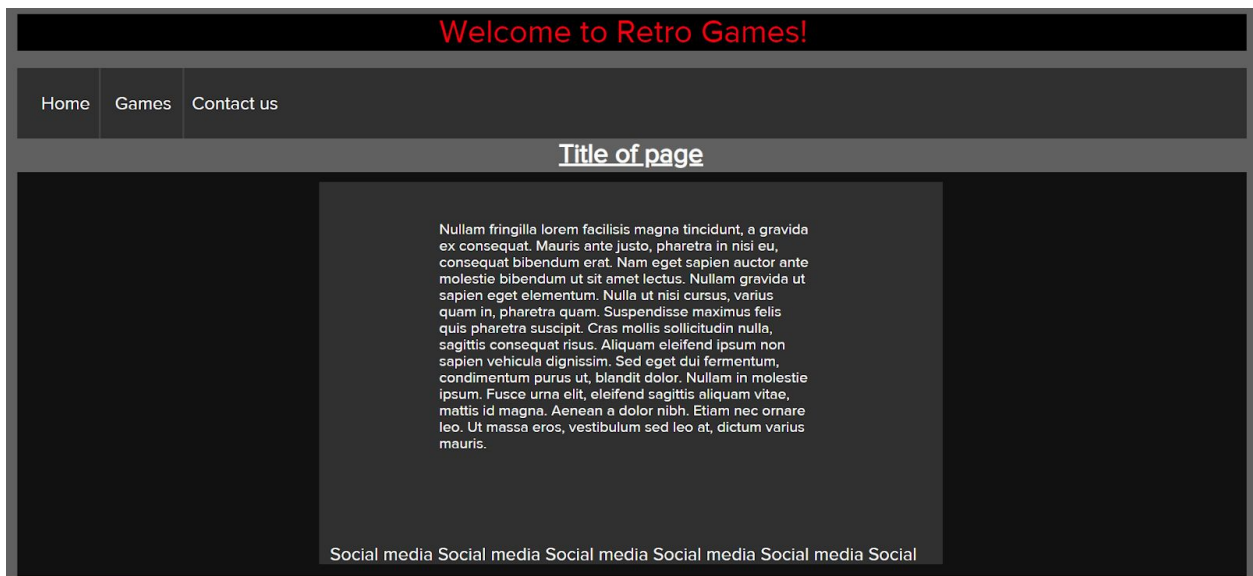 Welcome to Retro Games!
Home Games Contact us
Title of page
Nullam fringilla lorem facilisis magna tincidunt, a gravida
ex consequat. Mauris ante justo, pharetra in nisi eu,
consequat bibendum erat. Nam eget sapien auctor ante
molestie bibendum ut sit amet lectus. Nullam gravida ut
sapien eget elementum. Nulla ut nisi cursus, varius
quam in, pharetra quam. Suspendisse maximus felis
quis pharetra suscipit. Cras mollis sollicitudin nulla,
sagittis consequat risus. Aliquam eleifend ipsum non
sapien vehicula dignissim. Sed eget dui fermentum,
condimentum purus ut, blandit dolor. Nullam in molestie
ipsum. Fusce urna elit, eleifend sagittis aliquam vitae,
mattis id magna. Aenean a dolor nibh. Etiam nec ornare
leo. Ut massa eros, vestibulum sed leo at, dictum varius
mauris.
Social media Social media Social media Social media Social media Social